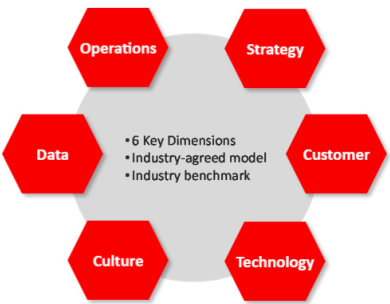 Operations
Strategy
• 6 Key Dimensions
• Industry-agreed model
• Industry benchmark
Data
Customer
Culture
Technology